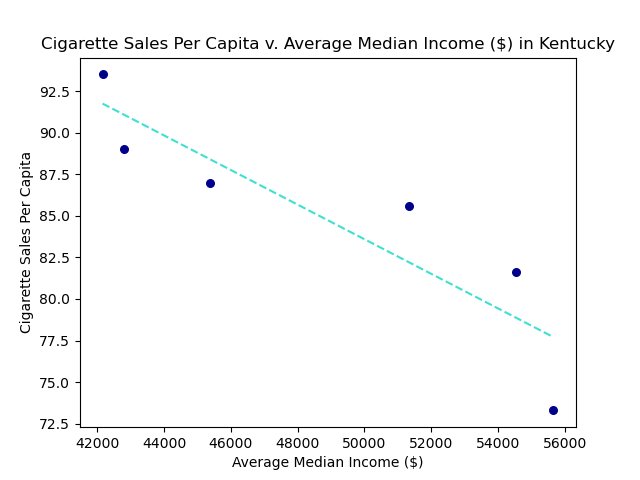 Cigarette Sales Per Capita v. Average Median Income ($) in Kentucky
Cigarette Sales Per Capita
92.5
90.0
87.5
85.0
82.5
80.0
77.5
75.0
72.5
42000 44000 46000 48000 50000 52000 54000 56000
Average Median Income ($)